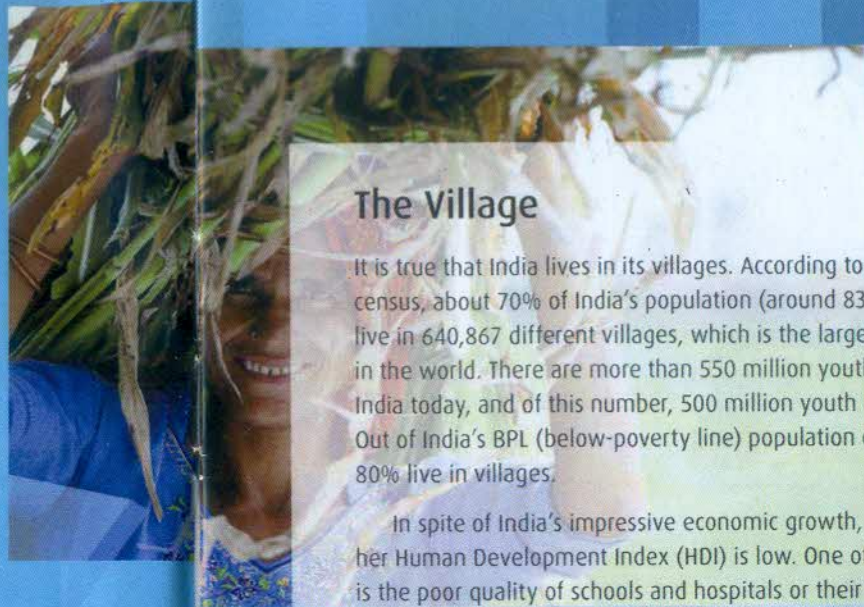 The Village
It is true that India lives in its villages. According to
census, about 70% of India's population (around 83
live in 640,867 different villages, which is the large
in the world. There are more than 550 million yout
India today, and of this number, 500 million youth
Out of India's BPL (below-poverty line) population
80% live in villages.
In spite of India's impressive economic growth,
her Human Development Index (HDI) is low. One o
is the poor quality of schools and hospitals or their